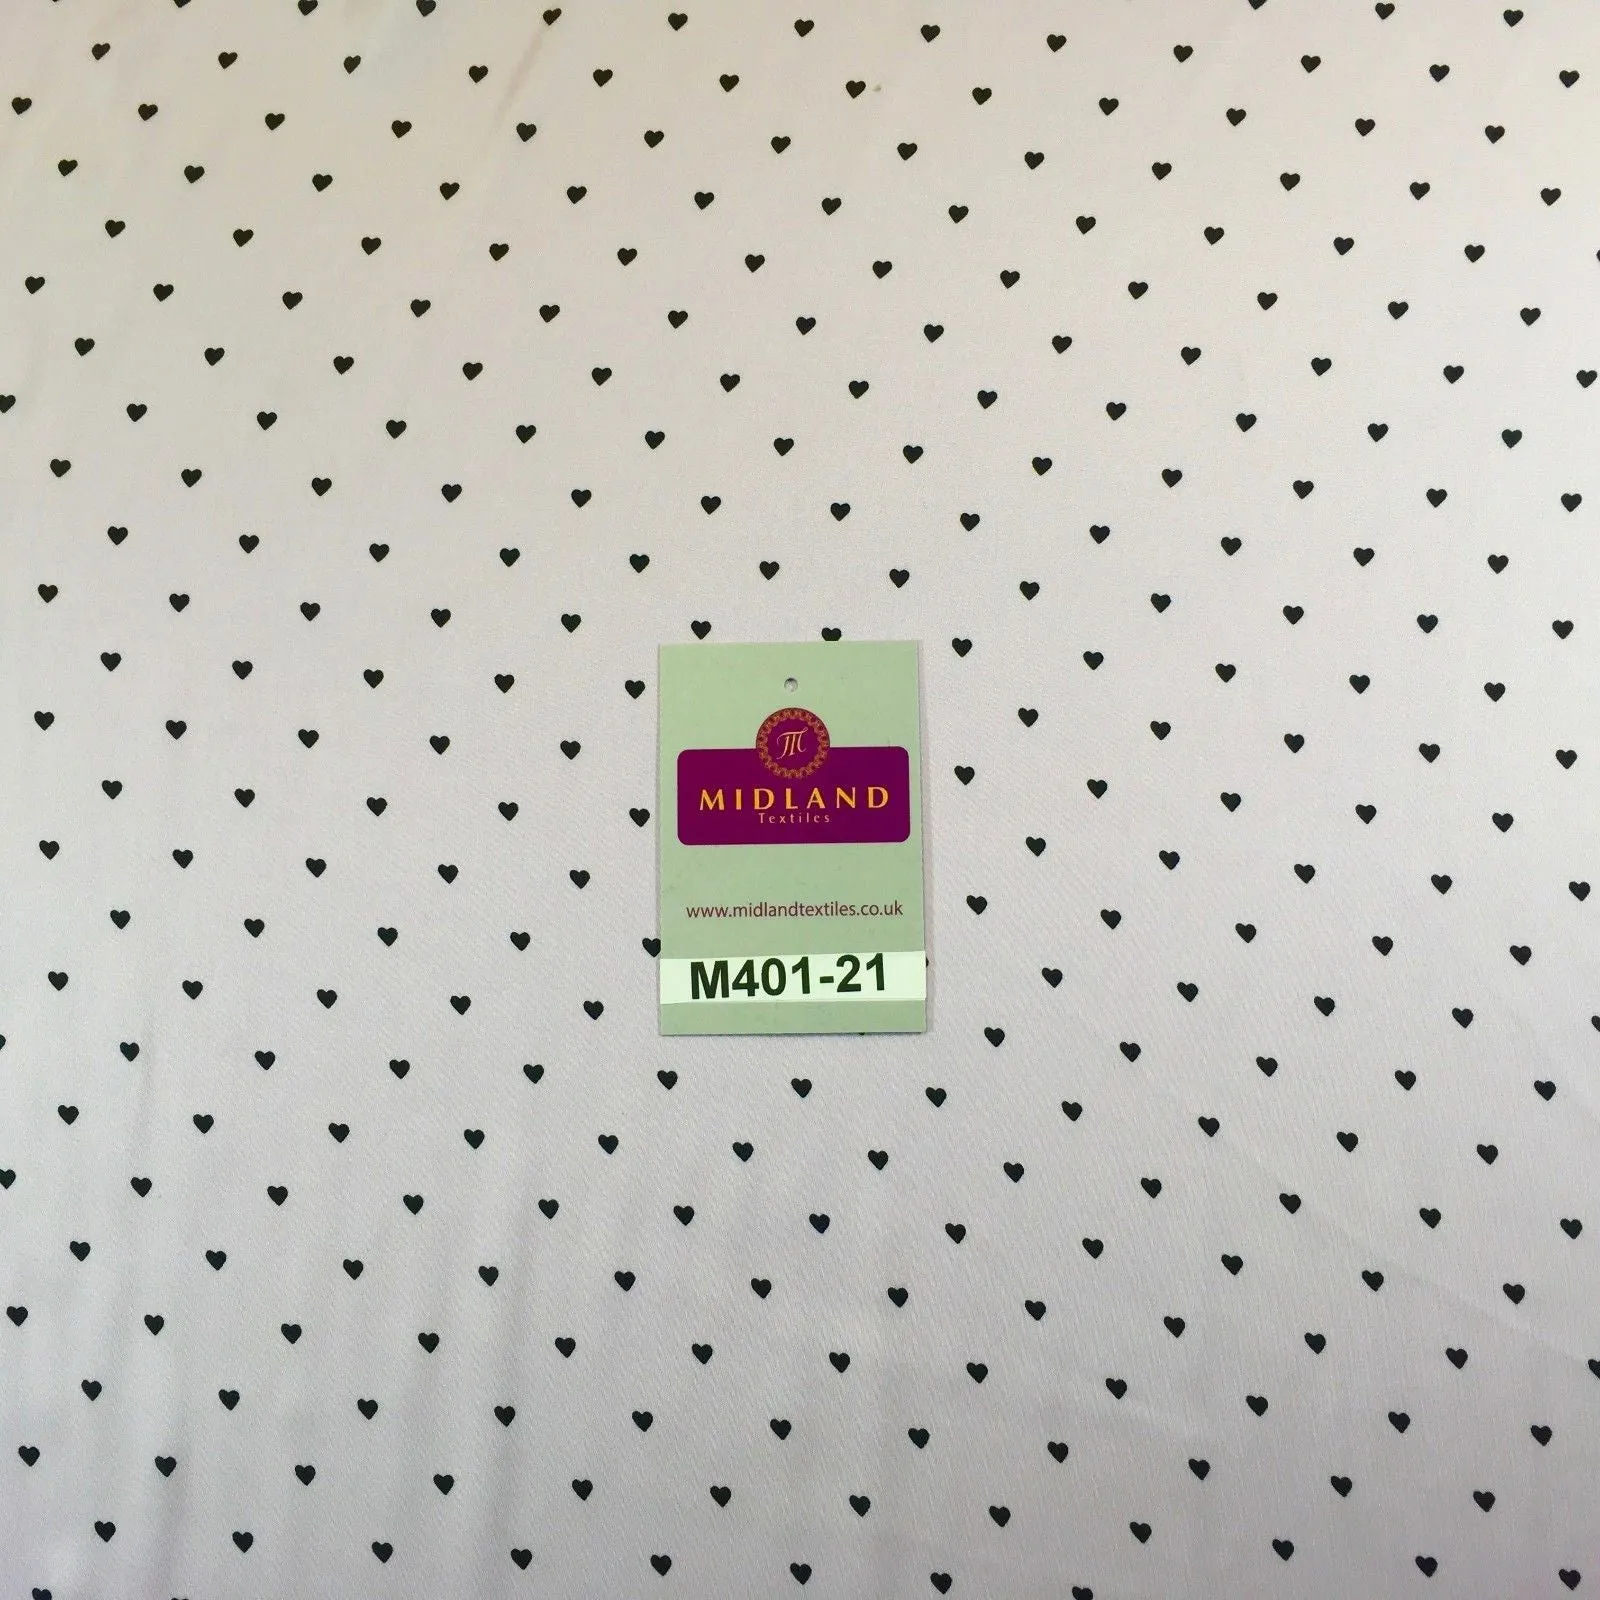 M
MIDLAND
Textiles
www.midlandtextiles.co.uk
M401-21